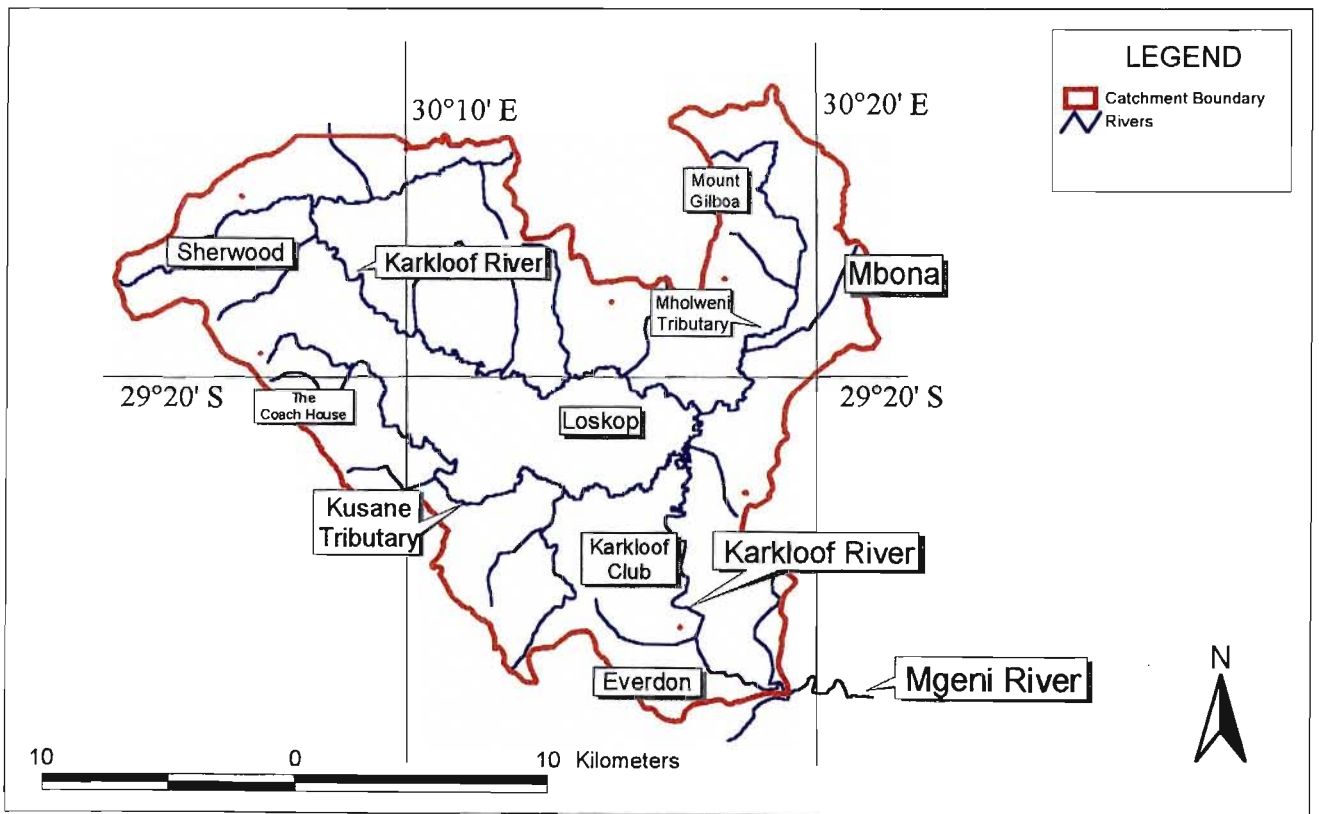 LEGEND
Catchment Boundary
Rivers
30°10' E
30°20' E
Mount
Gilboa
Sherwood
Karkloof River
Mbona
Mholweni
Tributary
29°20' S
29°20' S
The
Coach House
Loskop
Kusane
Tributary
Karkloof
Club
Karkloof River
Everdon
Mgeni River
N
10
0
10
Kilometers